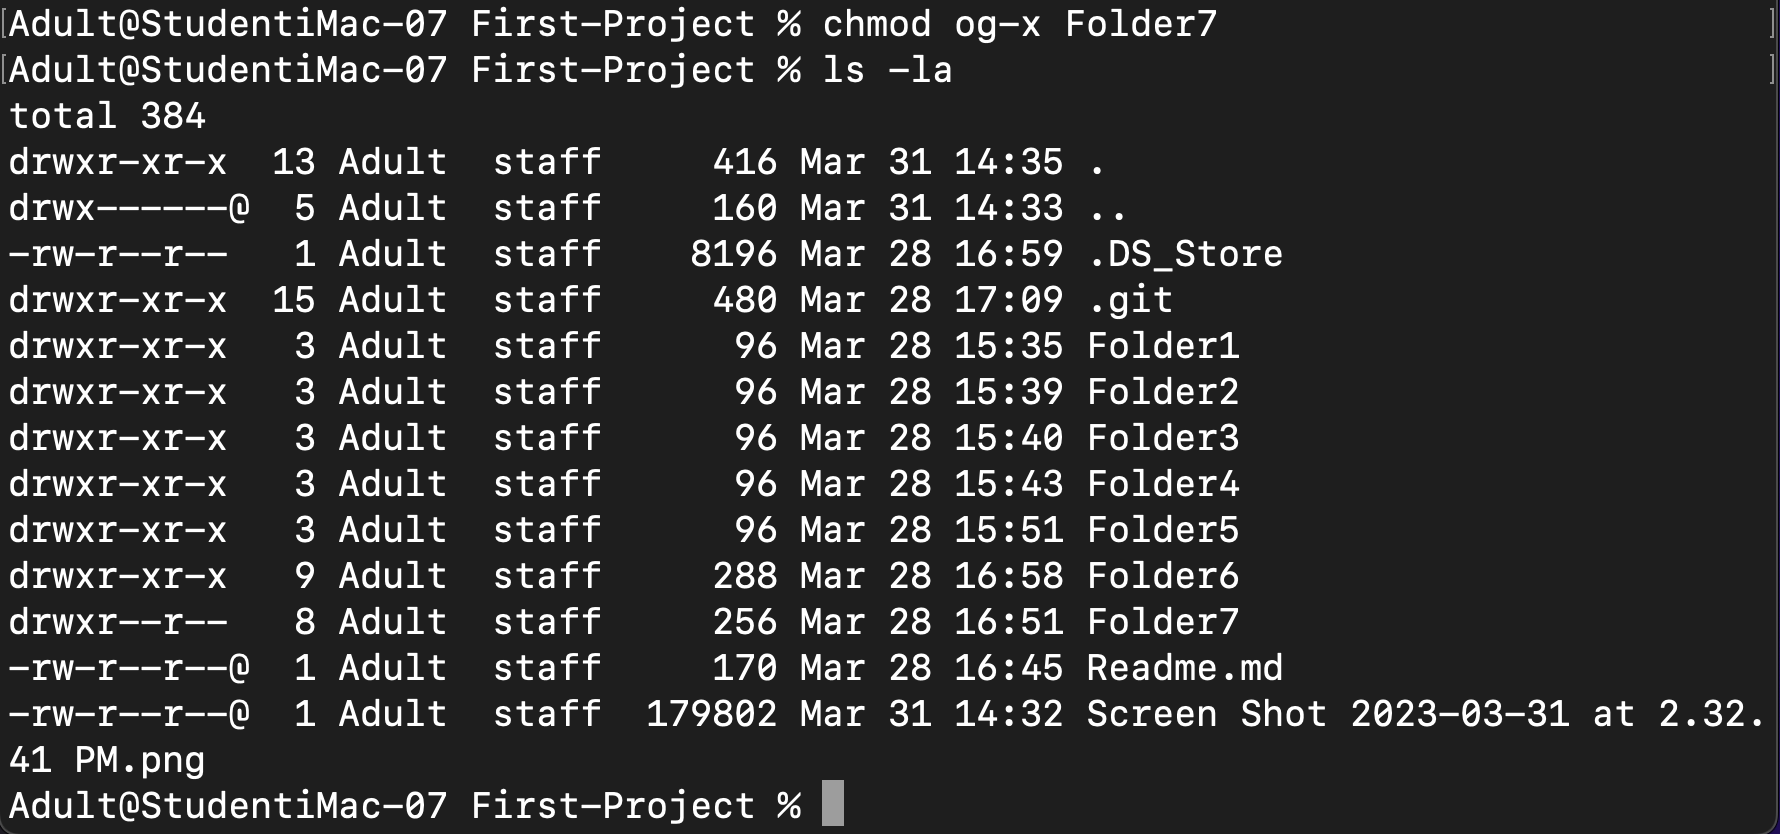 [Adult@StudentiMac-07 First-Project % chmod og-x Folder7 ]
[Adult@StudentiMac-07 First-Project % ls -la ]
total 384
drwxr-xr-x  13 Adult  staff     416 Mar 31 14:35 .
drwx------@  5 Adult  staff     160 Mar 31 14:33 ..
-rw-r--r--   1 Adult  staff    8196 Mar 28 16:59 .DS_Store
drwxr-xr-x  15 Adult  staff     480 Mar 28 17:09 .git
drwxr-xr-x   3 Adult  staff      96 Mar 28 15:35 Folder1
drwxr-xr-x   3 Adult  staff      96 Mar 28 15:39 Folder2
drwxr-xr-x   3 Adult  staff      96 Mar 28 15:40 Folder3
drwxr-xr-x   3 Adult  staff      96 Mar 28 15:43 Folder4
drwxr-xr-x   3 Adult  staff      96 Mar 28 15:51 Folder5
drwxr-xr-x   9 Adult  staff     288 Mar 28 16:58 Folder6
drwxr--r--   8 Adult  staff     256 Mar 28 16:51 Folder7
-rw-r--r--@  1 Adult  staff     170 Mar 28 16:45 Readme.md
-rw-r--r--@  1 Adult  staff  179802 Mar 31 14:32 Screen Shot 2023-03-31 at 2.32.
41 PM.png
Adult@StudentiMac-07 First-Project %